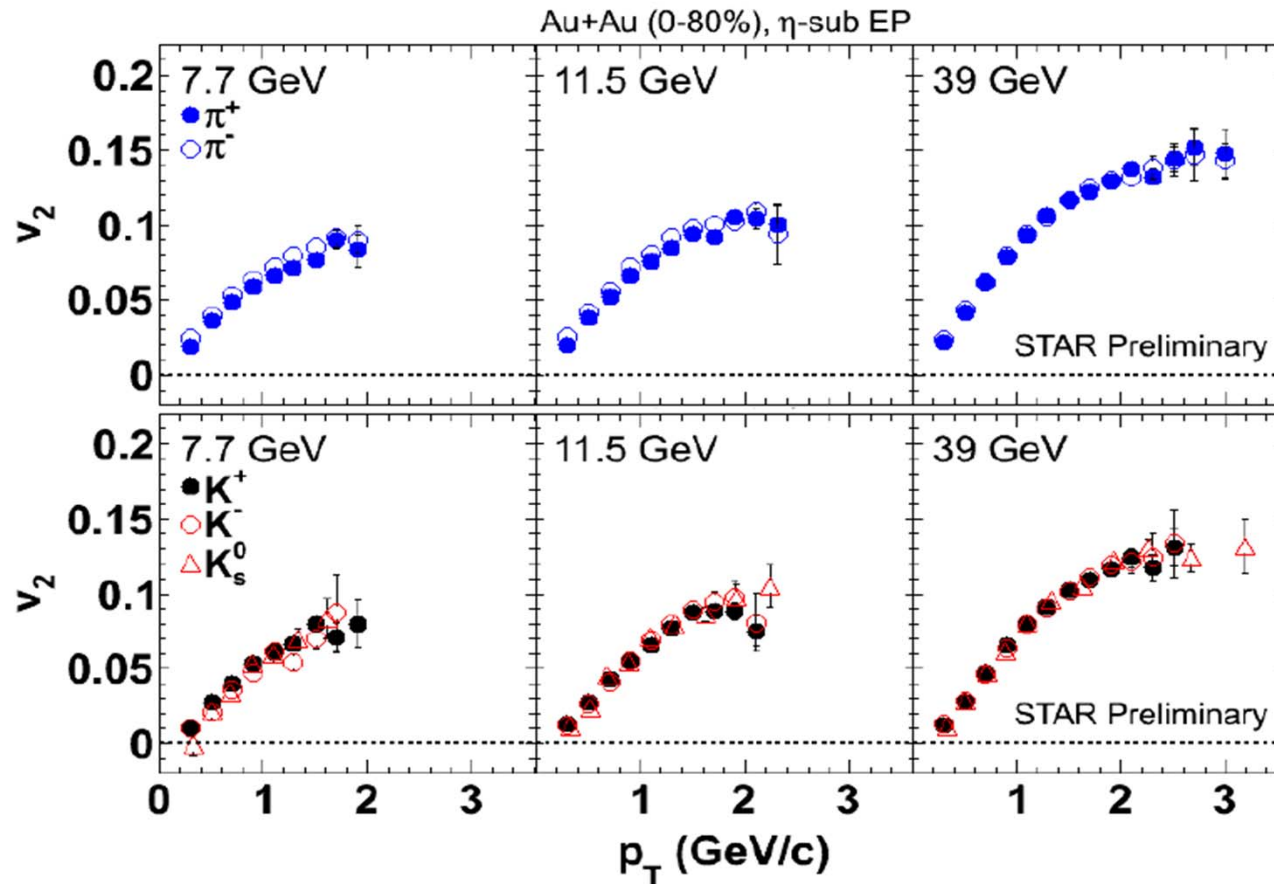 Au+Au (0-80%), η-sub EP
7.7 GeV
π⁺
π⁻
11.5 GeV
39 GeV
STAR Preliminary
0.2
0.15
0.1
0.05
0
v₂
7.7 GeV
K⁺
K⁻
K⁰ₛ
11.5 GeV
39 GeV
STAR Preliminary
0.2
0.15
0.1
0.05
0
v₂
0 1 2 3 1 2 3 1 2 3
p_T (GeV/c)